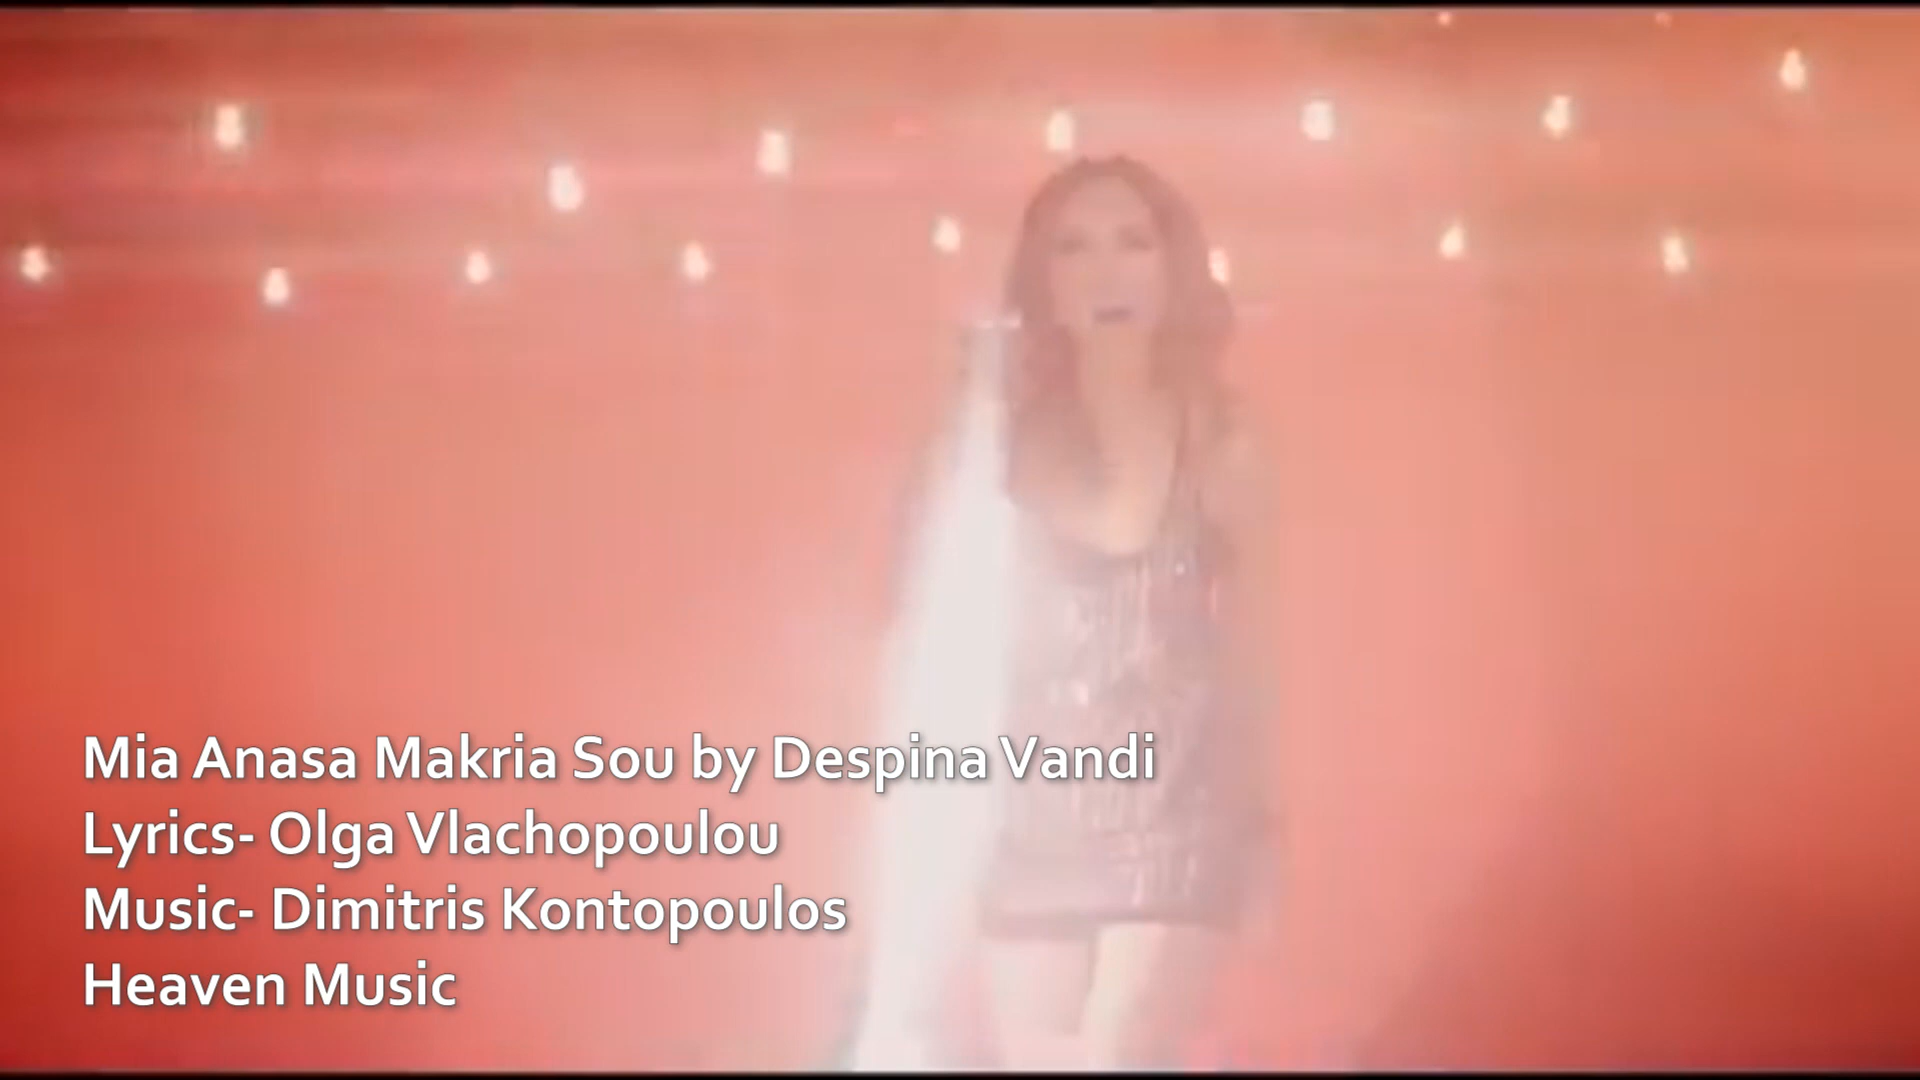 Mia Anasa Makria Sou by Despina Vandi
Lyrics- Olga Vlachopoulou
Music- Dimitris Kontopoulos
Heaven Music